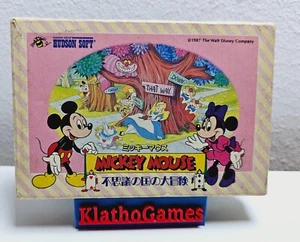 HUDSON SOFT
©1987 The Walt Disney Company
DOWN
THAT WAY
ミッキーマウス
MICKEY MOUSE
不思議の国の大冒険
KlathoGames